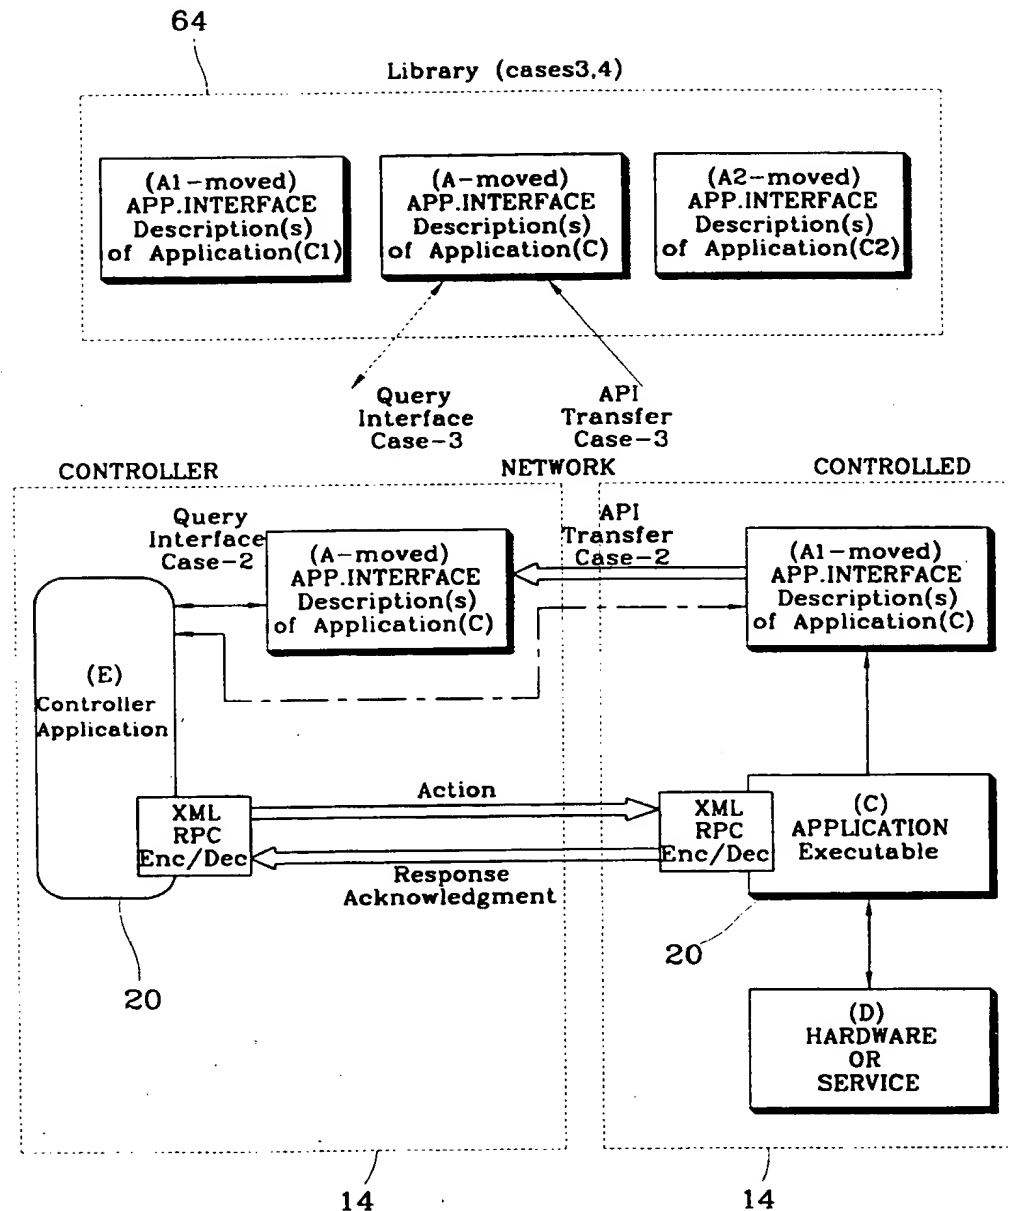 64
Library (cases3,4)
(A1-moved)
APP.INTERFACE
Description(s)
of Application(C1)
(A-moved)
APP.INTERFACE
Description(s)
of Application(C)
(A2-moved)
APP.INTERFACE
Description(s)
of Application(C2)
Query
Interface
Case-3
API
Transfer
Case-3
CONTROLLER
NETWORK
CONTROLLED
Query
Interface
Case-2
(A-moved)
APP.INTERFACE
Description(s)
of Application(C)
API
Transfer
Case-2
(A1-moved)
APP.INTERFACE
Description(s)
of Application(C)
(E)
Controller
Application
XML
RPC
Enc/Dec
Action
Response
Acknowledgment
XML
RPC
Enc/Dec
(C)
APPLICATION
Executable
20
20
(D)
HARDWARE
OR
SERVICE
14
14